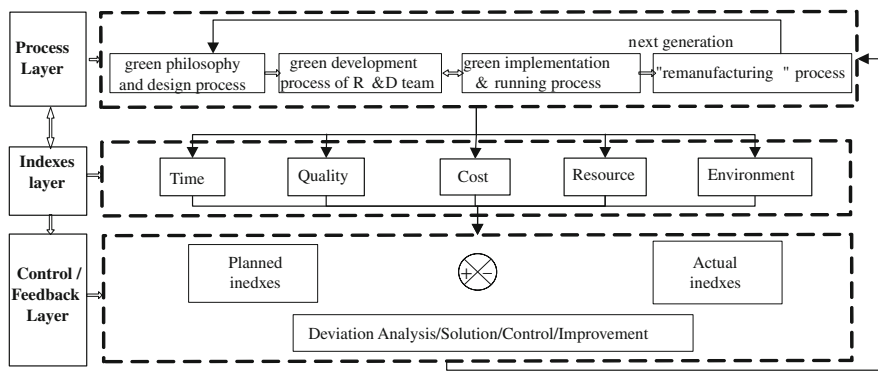 Process
Layer
next generation
green philosophy
and design process
green development
process of R &D team
green implementation
& running process
"remanufacturing " process
Indexes
layer
Time
Quality
Cost
Resource
Environment
Control /
Feedback
Layer
Planned
inedxes
+ −
Actual
inedxes
Deviation Analysis/Solution/Control/Improvement